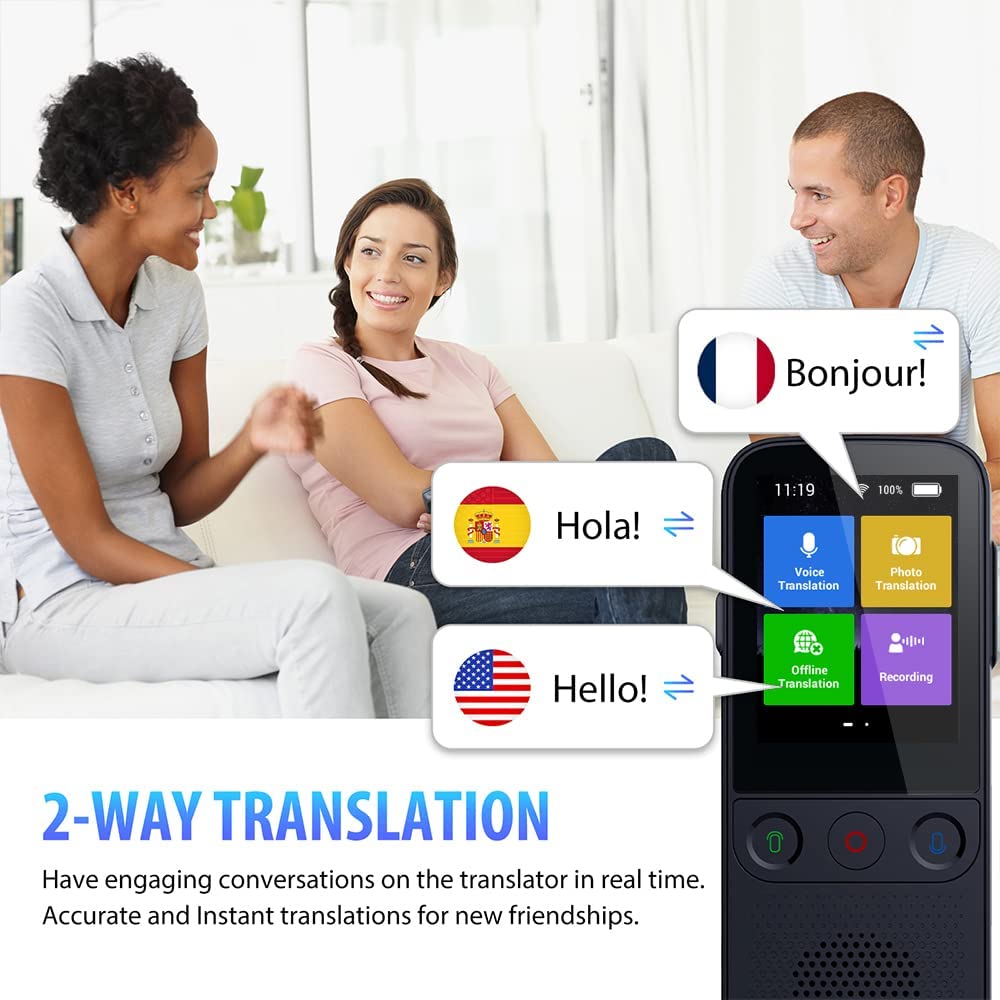 Bonjour!
11:19
100%
Hola!
Voice
Translation
Photo
Translation
Hello!
Offline
Translation
Recording
2-WAY TRANSLATION
Have engaging conversations on the translator in real time.
Accurate and Instant translations for new friendships.